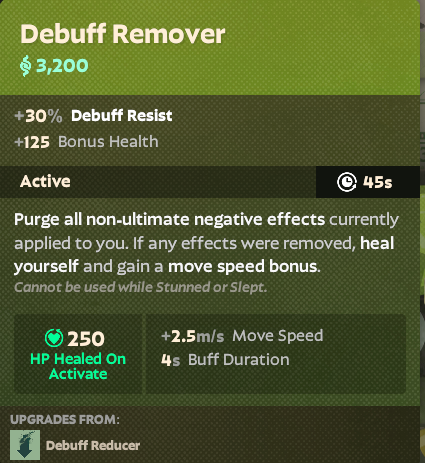 Debuff Remover
3,200
+30% Debuff Resist
+125 Bonus Health
Active 45s
Purge all non-ultimate negative effects currently
applied to you. If any effects were removed, heal
yourself and gain a move speed bonus.
Cannot be used while Stunned or Slept.
250
HP Healed On
Activate
+2.5m/s Move Speed
4s Buff Duration
UPGRADES FROM:
Debuff Reducer